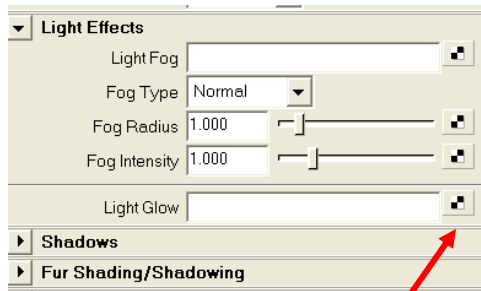 Light Effects
Light Fog
Fog Type Normal
Fog Radius 1.000
Fog Intensity 1.000
Light Glow
Shadows
Fur Shading/Shadowing